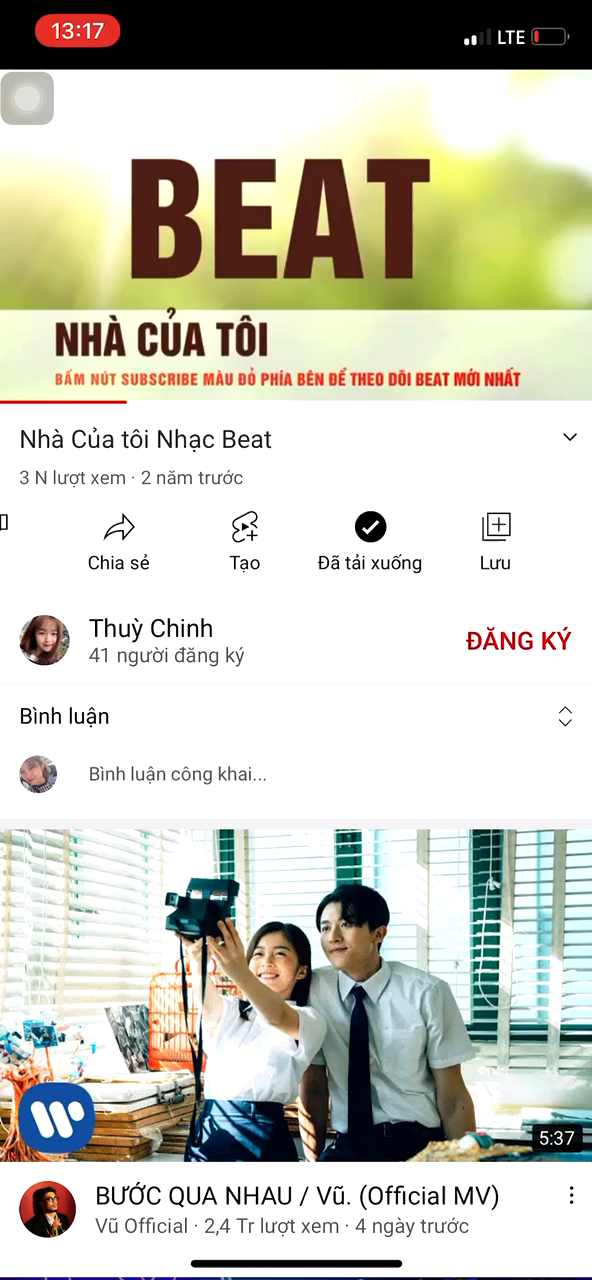 13:17
LTE
BEAT
NHÀ CỦA TÔI
BẤM NÚT SUBSCRIBE MÀU ĐỎ PHÍA BÊN ĐỂ THEO DÕI BEAT MỚI NHẤT
Nhà Của tôi Nhạc Beat
3 N lượt xem · 2 năm trước
Chia sẻ
Tạo
Đã tải xuống
Lưu
Thuỳ Chinh
41 người đăng ký
ĐĂNG KÝ
Bình luận
Bình luận công khai...
5:37
BƯỚC QUA NHAU / Vũ. (Official MV)
Vũ Official · 2,4 Tr lượt xem · 4 ngày trước